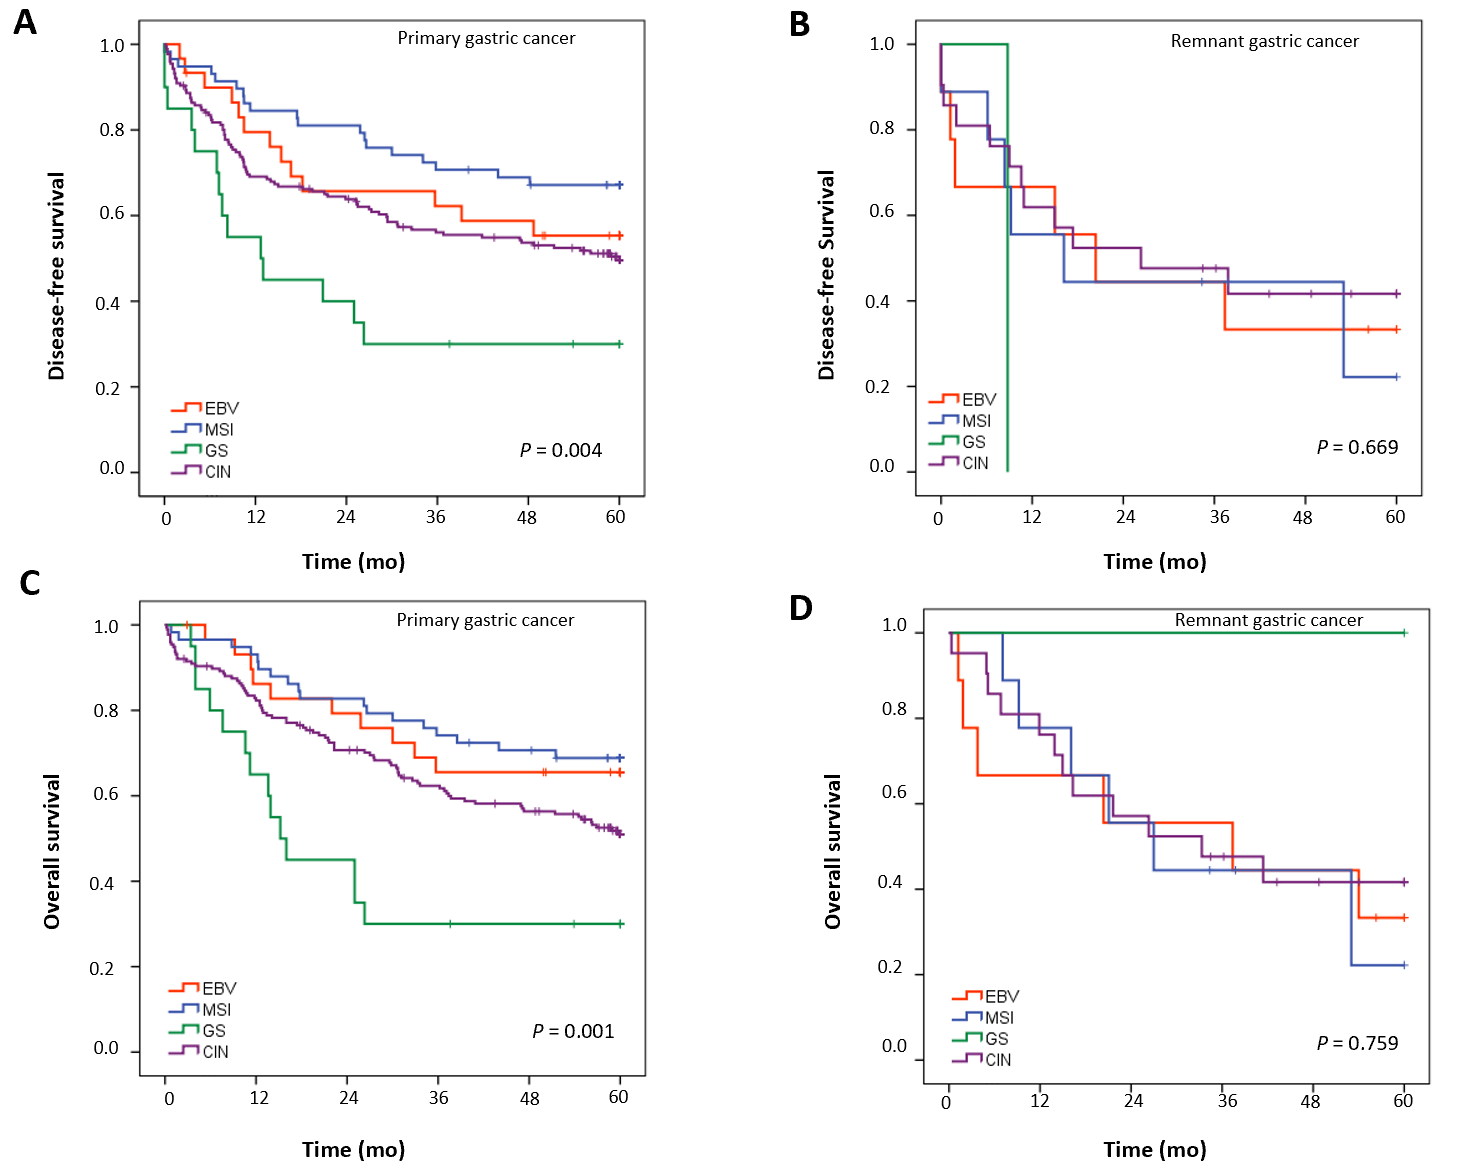 A
Primary gastric cancer
1.0
0.8
0.6
0.4
0.2
0.0
Disease-free survival
EBV
MSI
GS
CIN
P = 0.004
0 12 24 36 48 60
Time (mo)
B
Remnant gastric cancer
1.0
0.8
0.6
0.4
0.2
0.0
Disease-free Survival
EBV
MSI
GS
CIN
P = 0.669
0 12 24 36 48 60
Time (mo)
C
Primary gastric cancer
1.0
0.8
0.6
0.4
0.2
0.0
Overall survival
EBV
MSI
GS
CIN
P = 0.001
0 12 24 36 48 60
Time (mo)
D
Remnant gastric cancer
1.0
0.8
0.6
0.4
0.2
0.0
Overall survival
EBV
MSI
GS
CIN
P = 0.759
0 12 24 36 48 60
Time (mo)